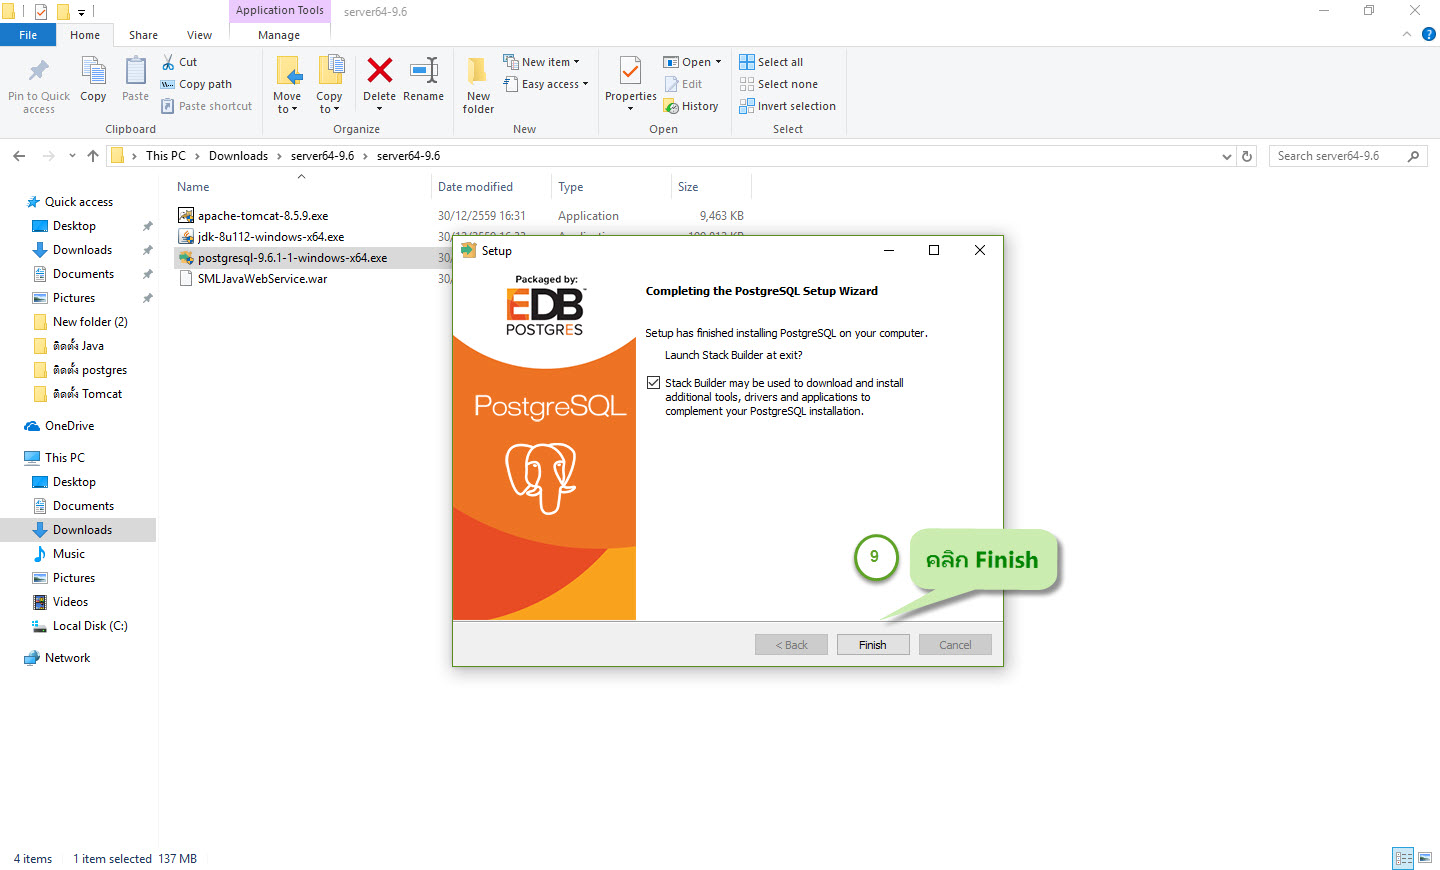 Application Tools
server64-9.6
File
Home
Share
View
Manage
Pin to Quick
access
Copy
Paste
Cut
Copy path
Paste shortcut
Clipboard
Move
to
Copy
to
Delete
Rename
Organize
New
folder
New item
Easy access
New
Properties
Open
Edit
History
Open
Select all
Select none
Invert selection
Select
This PC
Downloads
server64-9.6
server64-9.6
Search server64-9.6
Name
Date modified
Type
Size
apache-tomcat-8.5.9.exe
30/12/2559 16:31
Application
9,463 KB
jdk-8u112-windows-x64.exe
postgresql-9.6.1-1-windows-x64.exe
30/
SMLJavaWebService.war
30/
Quick access
Desktop
Downloads
Documents
Pictures
New folder (2)
ติดตั้ง Java
ติดตั้ง postgres
ติดตั้ง Tomcat
OneDrive
This PC
Desktop
Documents
Downloads
Music
Pictures
Videos
Local Disk (C:)
Network
Setup
Packaged by:
EDB
POSTGRES
PostgreSQL
Completing the PostgreSQL Setup Wizard
Setup has finished installing PostgreSQL on your computer.
Launch Stack Builder at exit?
Stack Builder may be used to download and install
additional tools, drivers and applications to
complement your PostgreSQL installation.
9
คลิก Finish
< Back
Finish
Cancel
4 items
1 item selected 137 MB